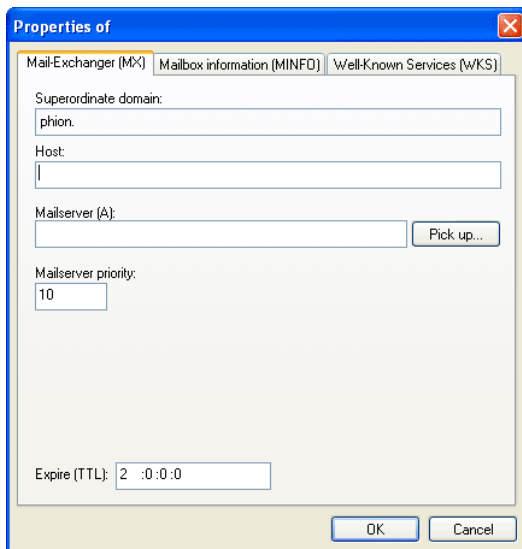 Properties of
Mail-Exchanger (MX) Mailbox information (MINFO) Well-Known Services (WKS)
Superordinate domain:
phion.
Host:
Mailserver (A):
Pick up...
Mailserver priority:
10
Expire (TTL): 2 :0:0:0
OK Cancel